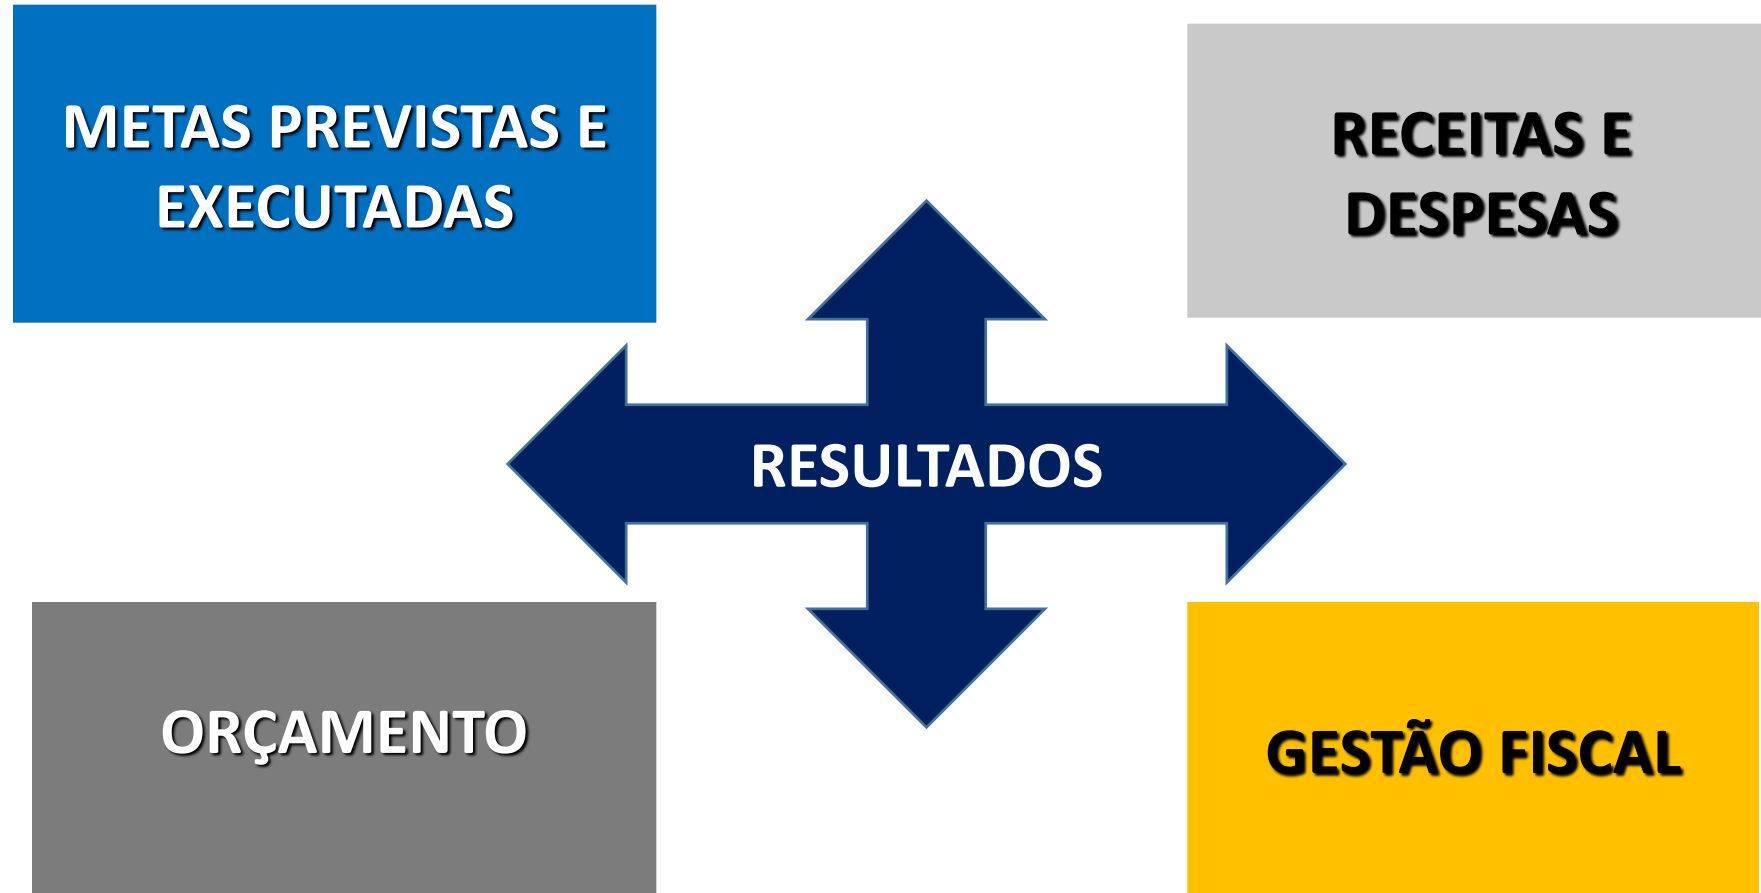 METAS PREVISTAS E
EXECUTADAS
RECEITAS E
DESPESAS
RESULTADOS
ORÇAMENTO
GESTÃO FISCAL